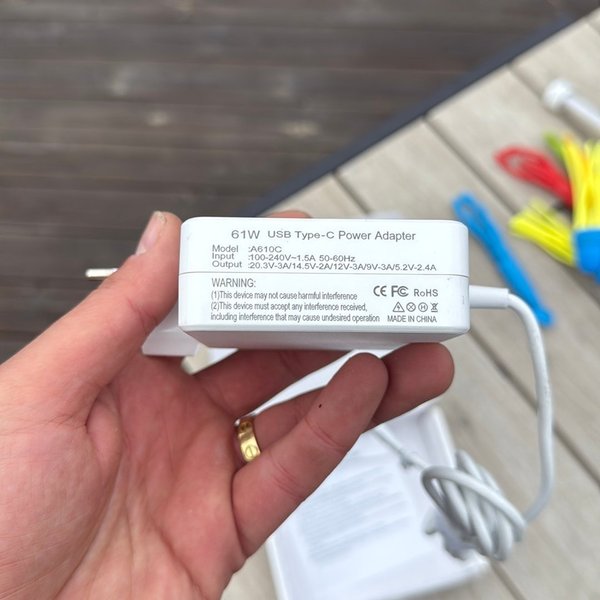 61W USB Type-C Power Adapter
Model :A610C
Input :100-240V~1.5A 50-60Hz
Output :20.3V-3A/14.5V-2A/12V-3A/9V-3A/5.2V-2.4A
WARNING:
(1)This device may not cause harmful interference
(2)This device must accept any interference received,
including interference that may cause undesired operation
CE FC RoHS
MADE IN CHINA